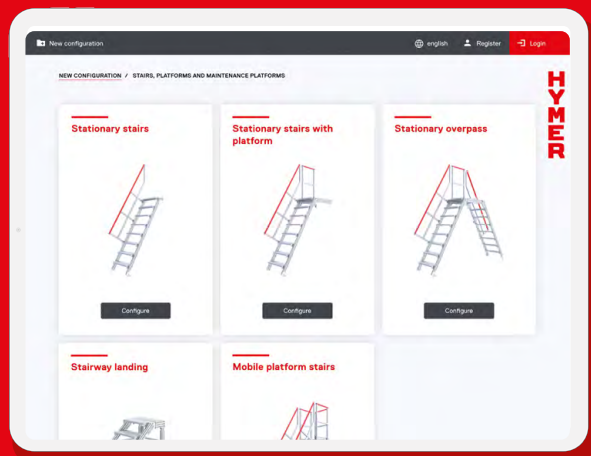 New configuration
english
Register
Login
NEW CONFIGURATION / STAIRS, PLATFORMS AND MAINTENANCE PLATFORMS
HYMER
Stationary stairs
Stationary stairs with
platform
Stationary overpass
Configure
Configure
Configure
Stairway landing
Mobile platform stairs